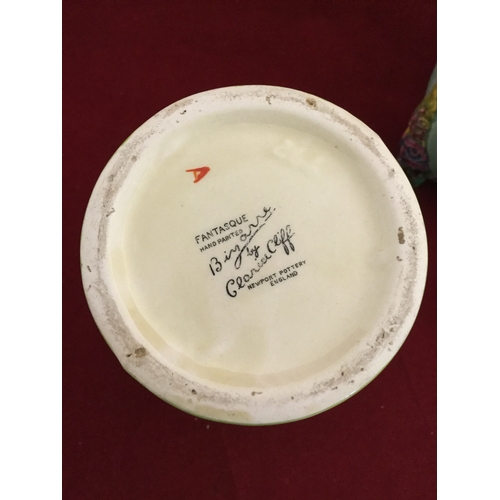 A
FANTASQUE
HAND PAINTED
Bizarre
by
Clarice Cliff
NEWPORT POTTERY
ENGLAND